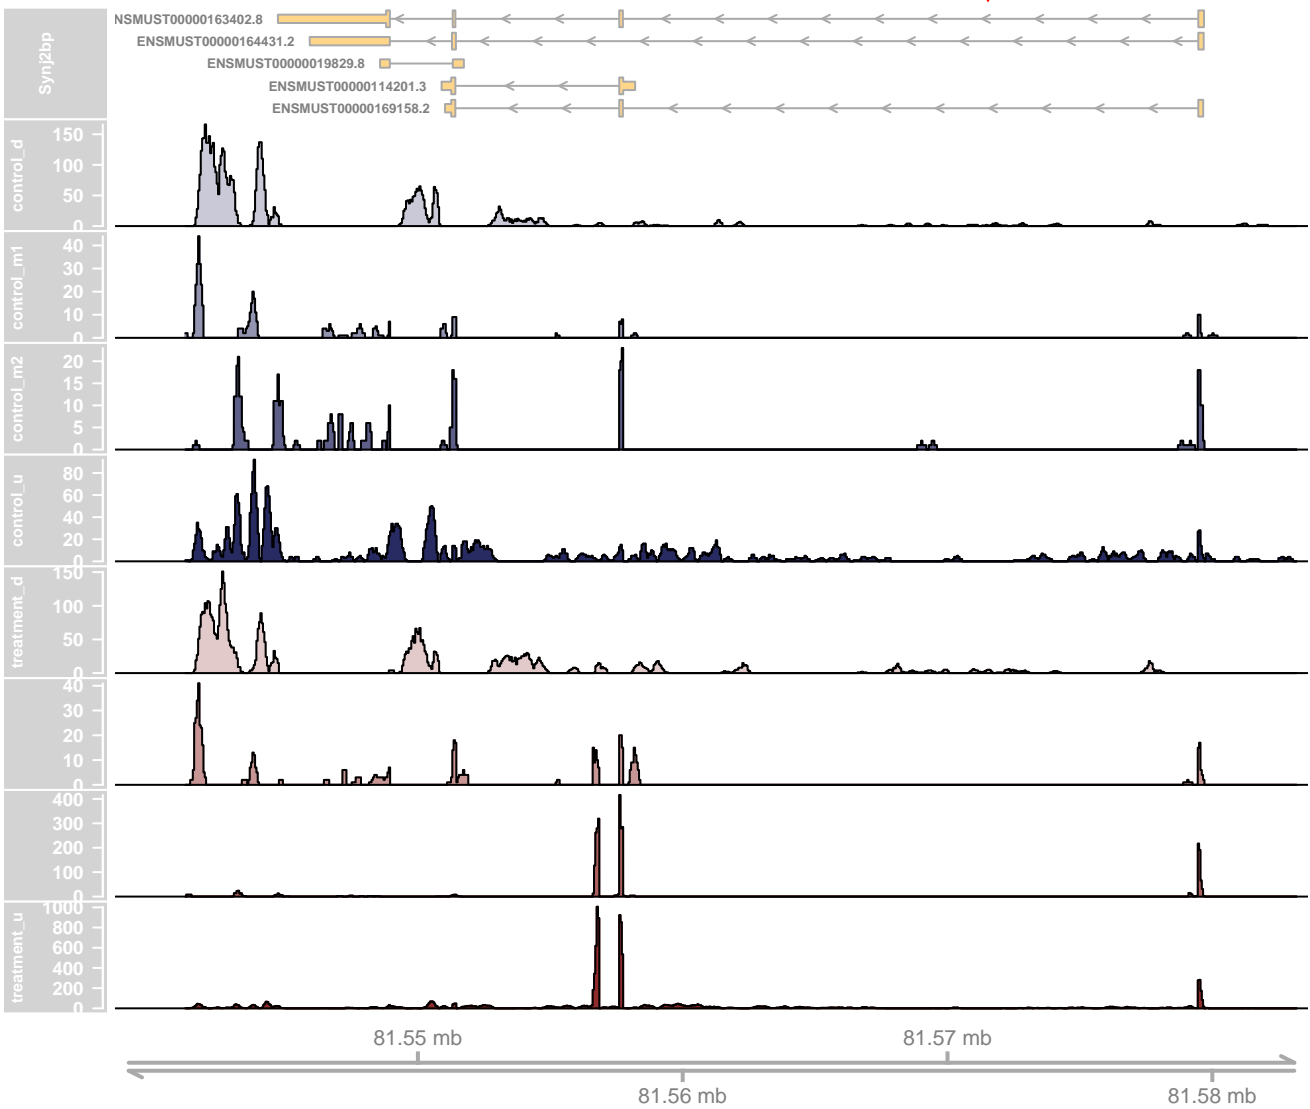 NSMUST00000163402.8
ENSMUST00000164431.2
ENSMUST00000019829.8
ENSMUST00000114201.3
ENSMUST00000169158.2
Synj2bp
control_d
150
100
50
0
control_m1
40
30
20
10
0
control_m2
20
15
10
5
0
control_u
80
60
40
20
0
treatment_d
150
100
50
0
40
30
20
10
0
400
300
200
100
0
treatment_u
1000
800
600
400
200
0
81.55 mb
81.57 mb
81.56 mb
81.58 mb